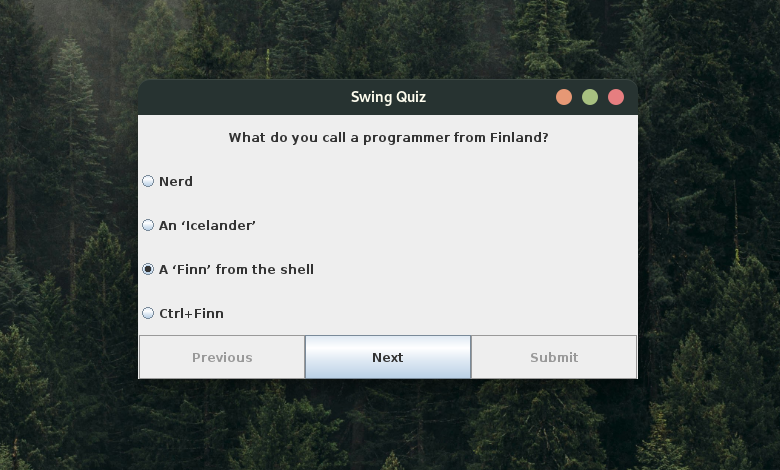 Swing Quiz
What do you call a programmer from Finland?
Nerd
An ‘Icelander’
A ‘Finn’ from the shell
Ctrl+Finn
Previous Next Submit